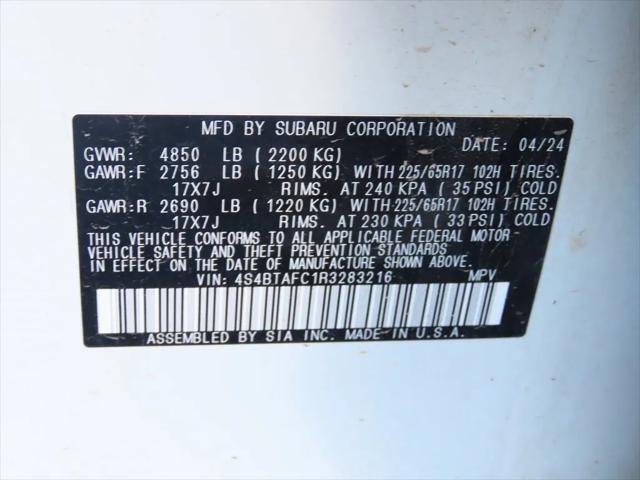 MFD BY SUBARU CORPORATION
DATE: 04/24
GVWR: 4850 LB (2200 KG)
GAWR:F 2756 LB (1250 KG) WITH 225/65R17 102H TIRES.
17X7J RIMS. AT 240 KPA (35 PSI) COLD
GAWR:R 2690 LB (1220 KG) WITH 225/65R17 102H TIRES.
17X7J RIMS. AT 230 KPA (33 PSI) COLD
THIS VEHICLE CONFORMS TO ALL APPLICABLE FEDERAL MOTOR
VEHICLE SAFETY AND THEFT PREVENTION STANDARDS
IN EFFECT ON THE DATE OF MANUFACTURE SHOWN ABOVE.
VIN: 4S4BTAFC1R3283216 MPV
ASSEMBLED BY SIA INC. MADE IN U.S.A.